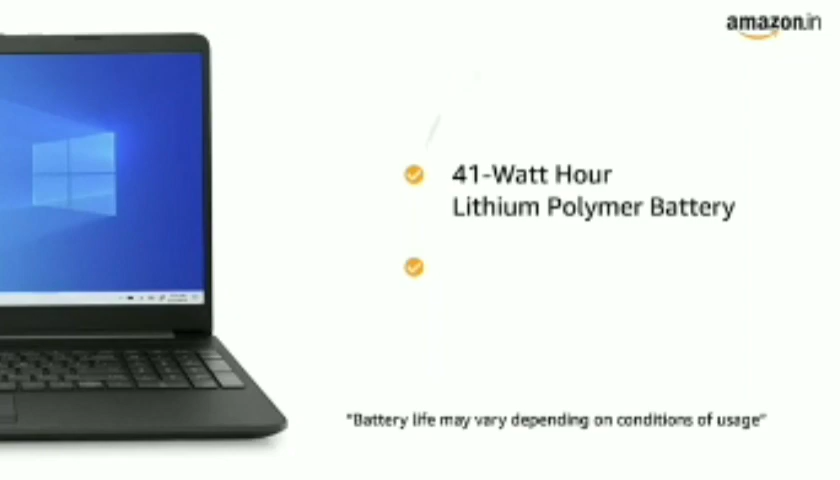 amazon.in
41-Watt Hour
Lithium Polymer Battery
"Battery life may vary depending on conditions of usage"